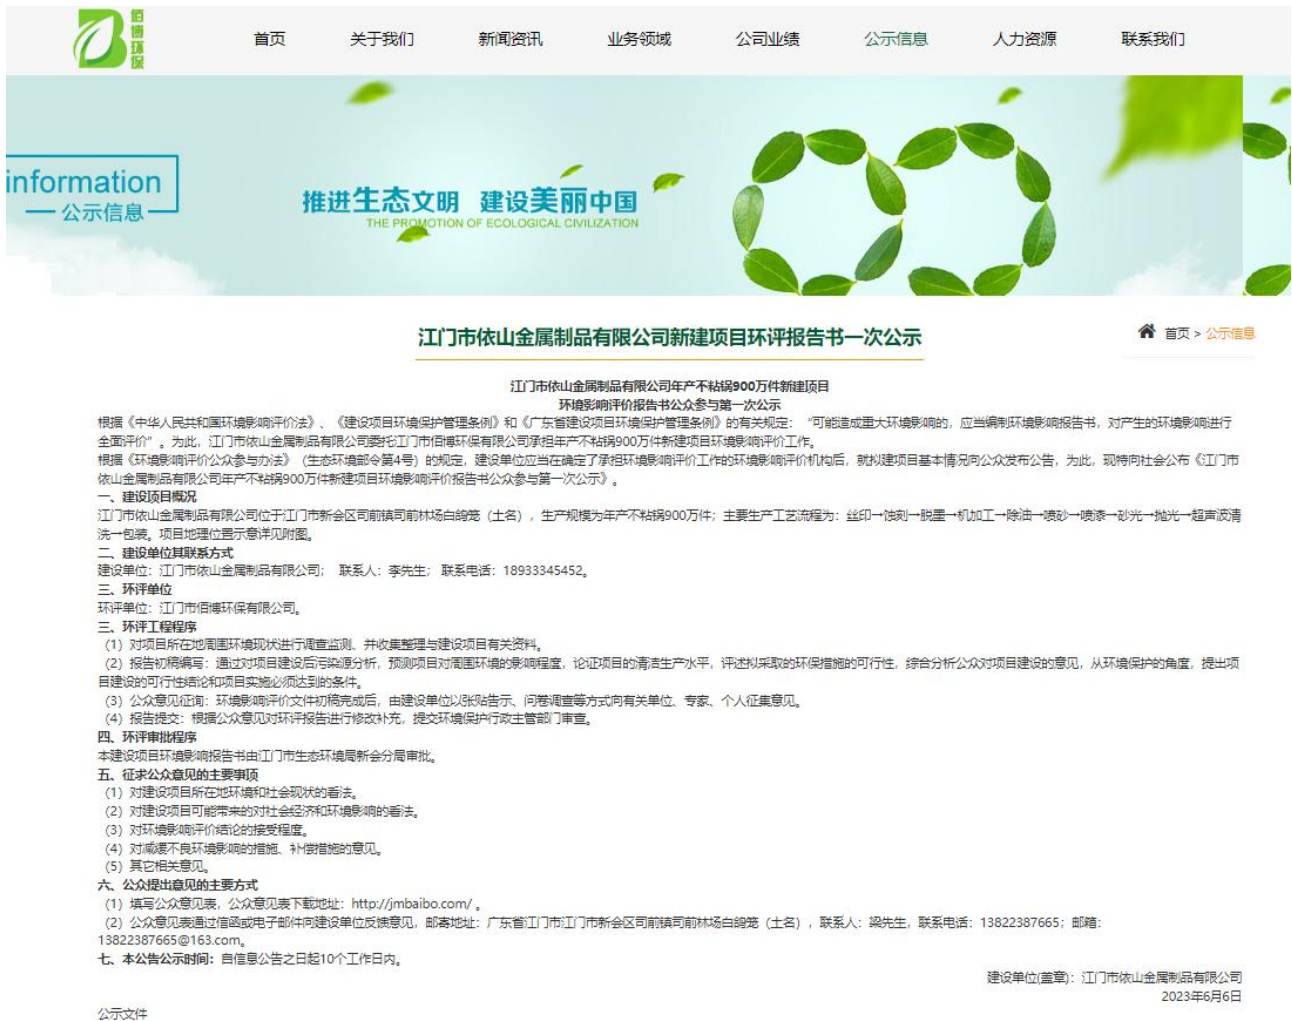 佰博环保
首页 关于我们 新闻资讯 业务领域 公司业绩 公示信息 人力资源 联系我们
information
公示信息
推进生态文明 建设美丽中国
THE PROMOTION OF ECOLOGICAL CIVILIZATION
江门市依山金属制品有限公司新建项目环评报告书一次公示
首页 > 公示信息
江门市依山金属制品有限公司年产不粘锅900万件新建项目
环境影响评价报告书公众参与第一次公示
根据《中华人民共和国环境影响评价法》、《建设项目环境保护管理条例》和《广东省建设项目环境保护管理条例》的有关规定：“可能造成重大环境影响的，应当编制环境影响报告书，对产生的环境影响进行
全面评价”。为此，江门市依山金属制品有限公司委托江门市佰博环保有限公司承担年产不粘锅900万件新建项目环境影响评价工作。
根据《环境影响评价公众参与办法》（生态环境部令第4号）的规定，建设单位应当在确定了承担环境影响评价工作的环境影响评价机构后，就拟建项目基本情况向公众发布公告，为此，现特向社会公布《江门市
依山金属制品有限公司年产不粘锅900万件新建项目环境影响评价报告书公众参与第一次公示》。
一、建设项目概况
江门市依山金属制品有限公司位于江门市新会区司前镇司前林场白鸽笼（土名），生产规模为年产不粘锅900万件；主要生产工艺流程为：丝印→蚀刻→脱墨→机加工→除油→喷砂→喷漆→砂光→抛光→超声波清
洗→包装。项目地理位置示意详见附图。
二、建设单位其联系方式
建设单位：江门市依山金属制品有限公司； 联系人：李先生； 联系电话：18933345452。
三、环评单位
环评单位：江门市佰博环保有限公司。
三、环评工程程序
（1）对项目所在地周围环境现状进行调查监测、并收集整理与建设项目有关资料。
（2）报告初稿编写：通过对项目建设后污染源分析，预测项目对周围环境的影响程度，论证项目的清洁生产水平，评述拟采取的环保措施的可行性，综合分析公众对项目建设的意见，从环境保护的角度，提出项
目建设的可行性结论和项目实施必须达到的条件。
（3）公众意见征询：环境影响评价文件初稿完成后，由建设单位以张贴告示、问卷调查等方式向有关单位、专家、个人征集意见。
（4）报告提交：根据公众意见对环评报告进行修改补充，提交环境保护行政主管部门审查。
四、环评审批程序
本建设项目环境影响报告书由江门市生态环境局新会分局审批。
五、征求公众意见的主要事项
（1）对建设项目所在地环境和社会现状的看法。
（2）对建设项目可能带来的对社会经济和环境影响的看法。
（3）对环境影响评价结论的接受程度。
（4）对减缓不良环境影响的措施、补偿措施的意见。
（5）其它相关意见。
六、公众提出意见的主要方式
（1）填写公众意见表，公众意见表下载地址：http://jmbaibo.com/ 。
（2）公众意见表通过信函或电子邮件向建设单位反馈意见，邮寄地址：广东省江门市江门市新会区司前镇司前林场白鸽笼（土名），联系人：梁先生，联系电话：13822387665；邮箱：
13822387665@163.com。
七、本公告公示时间：自信息公告之日起10个工作日内。
建设单位(盖章)：江门市依山金属制品有限公司
2023年6月6日
公示文件